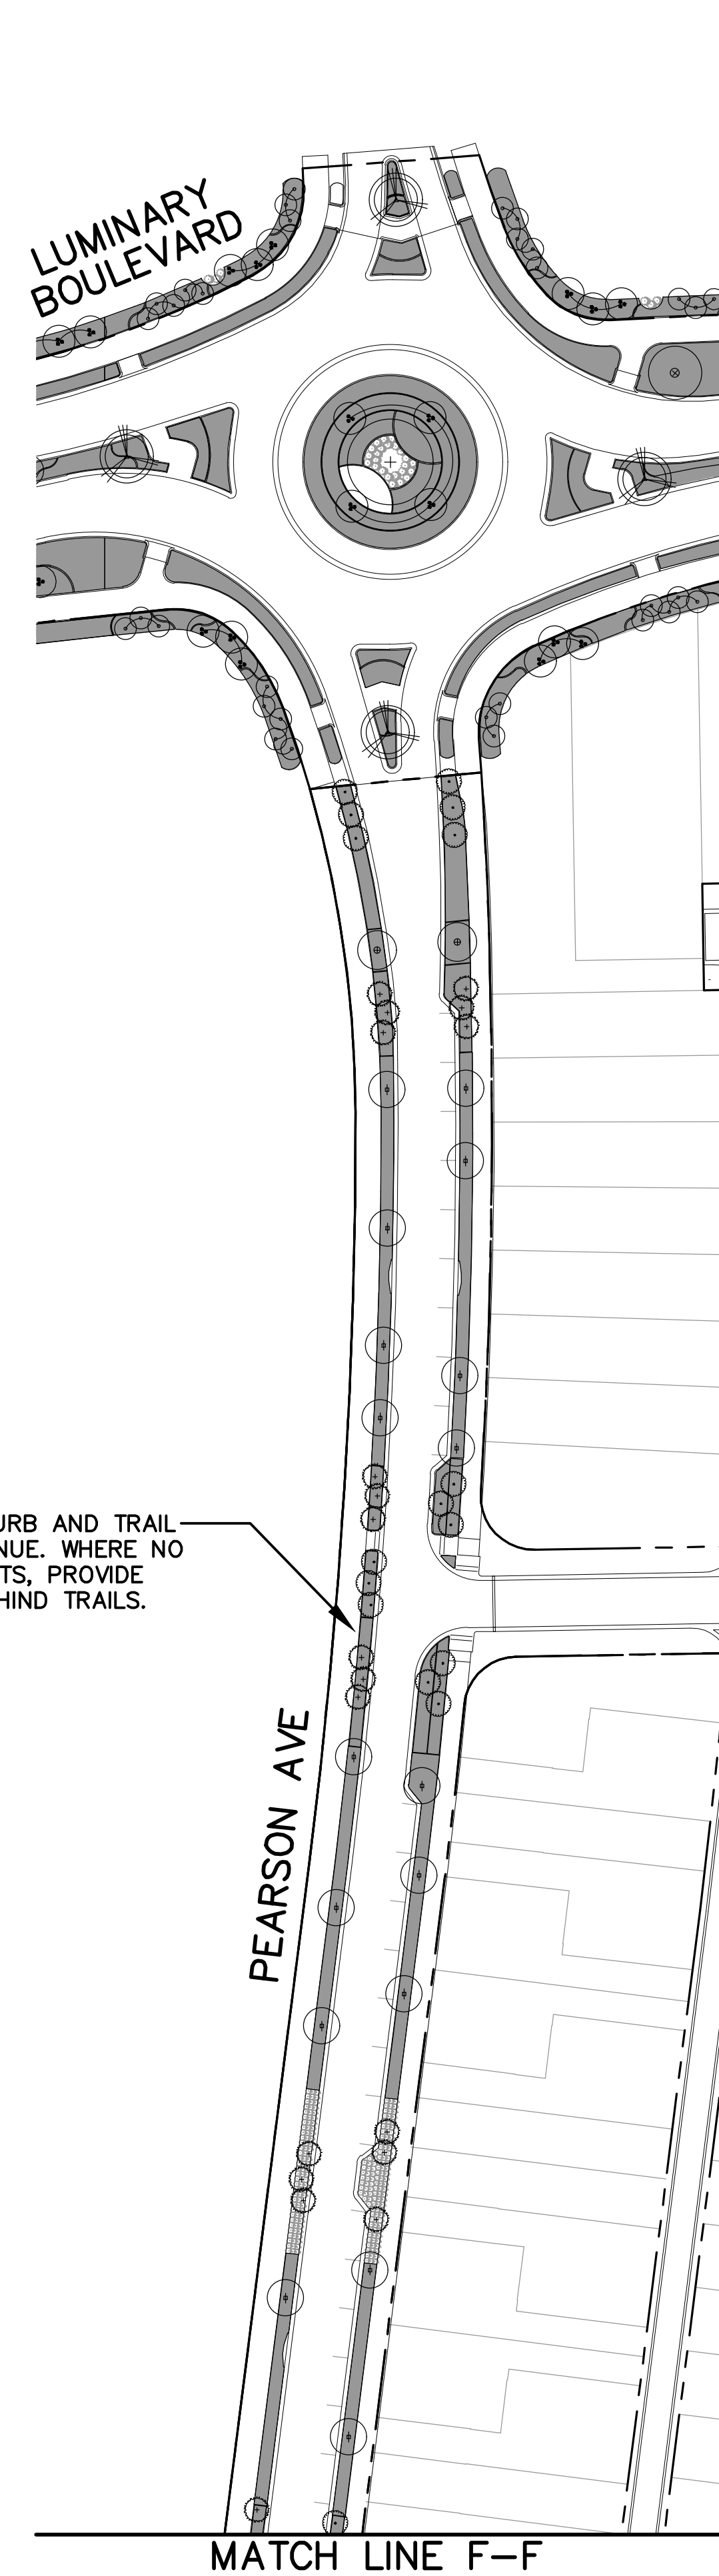 LUMINARY
BOULEVARD
URB AND TRAIL
NUE. WHERE NO
TS, PROVIDE
HIND TRAILS.
PEARSON AVE
MATCH LINE F-F